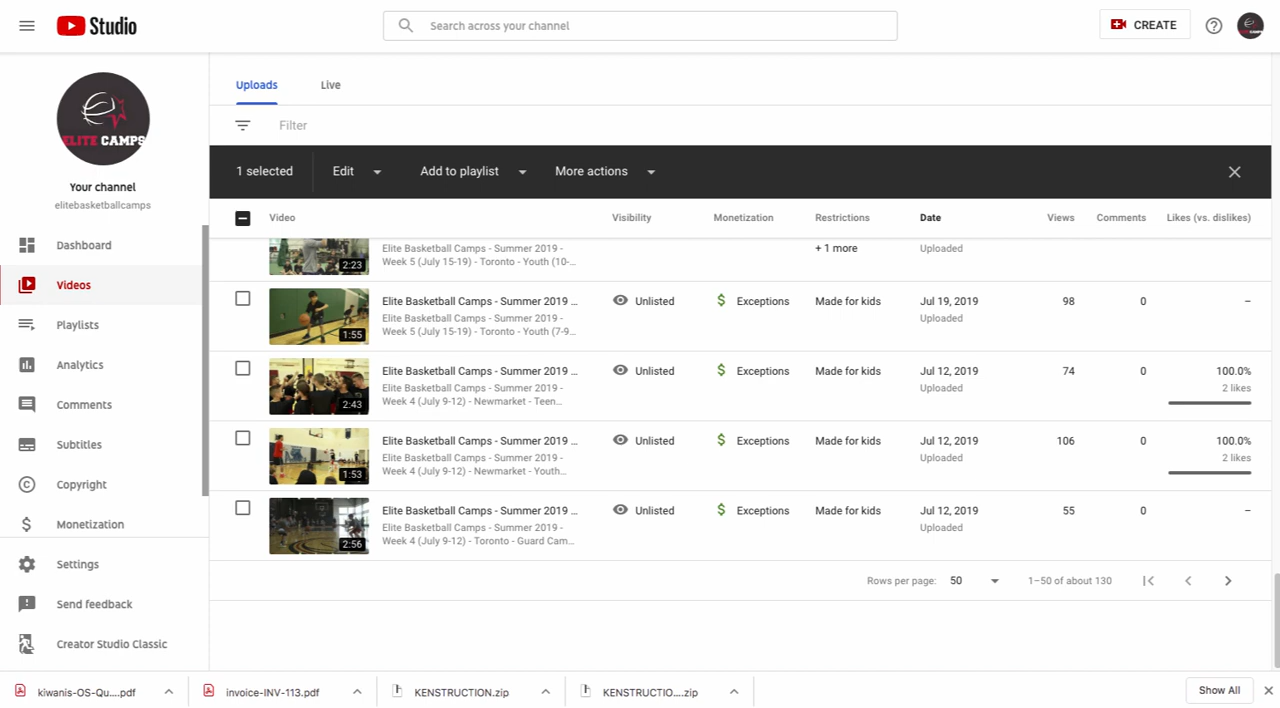 Studio
Search across your channel
CREATE
ELITE CAMPS
Your channel
elitebasketballcamps
Dashboard
Videos
Playlists
Analytics
Comments
Subtitles
Copyright
Monetization
Settings
Send feedback
Creator Studio Classic
Uploads Live
Filter
1 selected Edit Add to playlist More actions
Video Visibility Monetization Restrictions Date Views Comments Likes (vs. dislikes)
2:23
Elite Basketball Camps - Summer 2019 -
Week 5 (July 15-19) - Toronto - Youth (10-...
+ 1 more
Uploaded
1:55
Elite Basketball Camps - Summer 2019 ...
Elite Basketball Camps - Summer 2019 -
Week 5 (July 15-19) - Toronto - Youth (7-9...
Unlisted $ Exceptions Made for kids Jul 19, 2019 98 0 –
Uploaded
2:43
Elite Basketball Camps - Summer 2019 ...
Elite Basketball Camps - Summer 2019 -
Week 4 (July 9-12) - Newmarket - Teen...
Unlisted $ Exceptions Made for kids Jul 12, 2019 74 0 100.0%
Uploaded 2 likes
1:53
Elite Basketball Camps - Summer 2019 ...
Elite Basketball Camps - Summer 2019 -
Week 4 (July 9-12) - Newmarket - Youth...
Unlisted $ Exceptions Made for kids Jul 12, 2019 106 0 100.0%
Uploaded 2 likes
2:56
Elite Basketball Camps - Summer 2019 ...
Elite Basketball Camps - Summer 2019 -
Week 4 (July 9-12) - Toronto - Guard Cam...
Unlisted $ Exceptions Made for kids Jul 12, 2019 55 0 –
Uploaded
Rows per page: 50 1–50 of about 130
kiwanis-OS-Qu....pdf invoice-INV-113.pdf KENSTRUCTION.zip KENSTRUCTIO....zip Show All